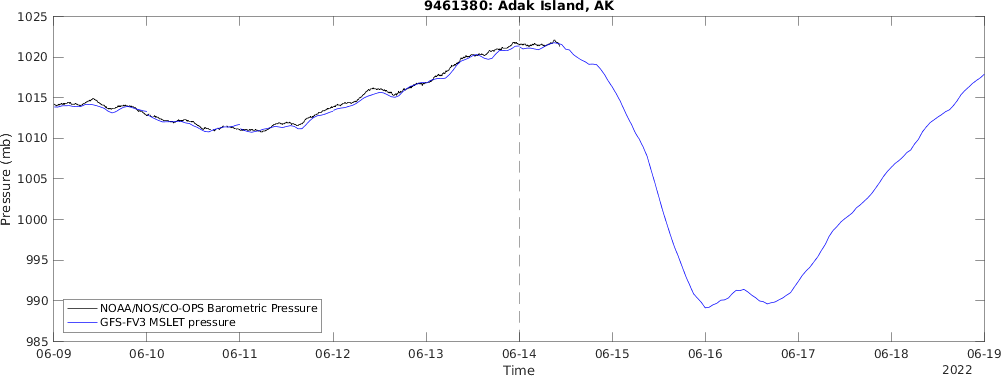 9461380: Adak Island, AK
1025
1020
1015
1010
1005
1000
995
990
985
Pressure (mb)
NOAA/NOS/CO-OPS Barometric Pressure
GFS-FV3 MSLET pressure
06-09 06-10 06-11 06-12 06-13 06-14 06-15 06-16 06-17 06-18 06-19
Time
2022